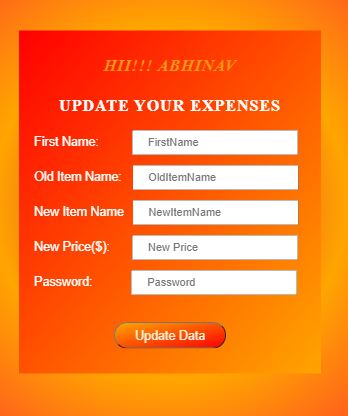 HII!!! ABHINAV
UPDATE YOUR EXPENSES
First Name: FirstName
Old Item Name: OldItemName
New Item Name NewItemName
New Price($): New Price
Password: Password
Update Data